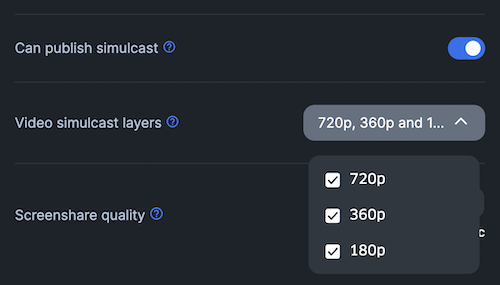 Can publish simulcast ?
Video simulcast layers ? 720p, 360p and 1...
720p
360p
Screenshare quality ?
180p